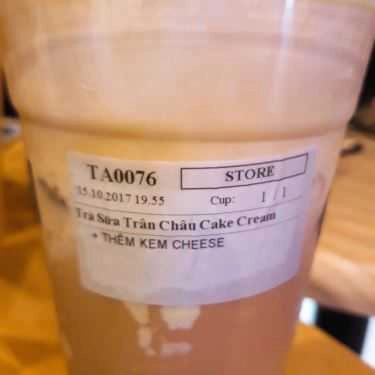 TA0076 STORE
15.10.2017 19.55 Cup: 1 / 1
Trà Sữa Trân Châu Cake Cream
+ THÊM KEM CHEESE